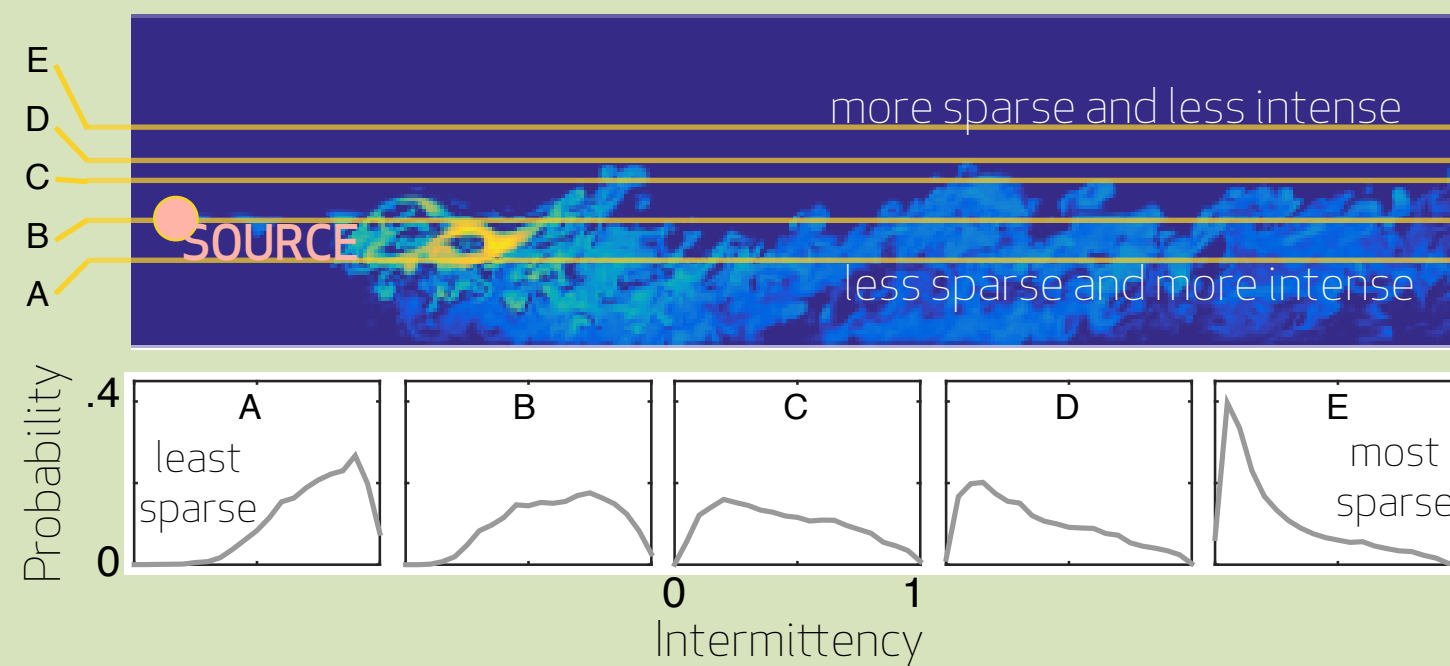 E
D
C
B
A
more sparse and less intense
SOURCE
less sparse and more intense
Probability
.4
0
A
least
sparse
B
C
D
E
most
sparse
0 1
Intermittency